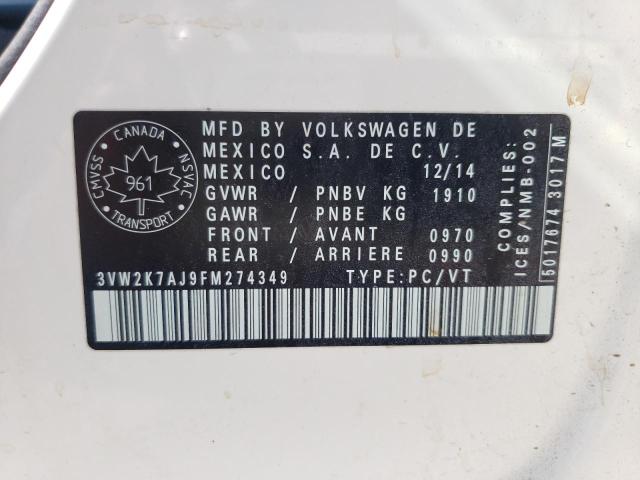 CANADA
CMVSS
NSVAC
961
TRANSPORT
MFD BY VOLKSWAGEN DE
MEXICO S.A. DE C.V.
MEXICO 12/14
GVWR / PNBV KG 1910
GAWR / PNBE KG
FRONT / AVANT 0970
REAR / ARRIERE 0990
3VW2K7AJ9FM274349 TYPE:PC/VT
COMPLIES:
ICES/NMB-002
5017674 3017 M